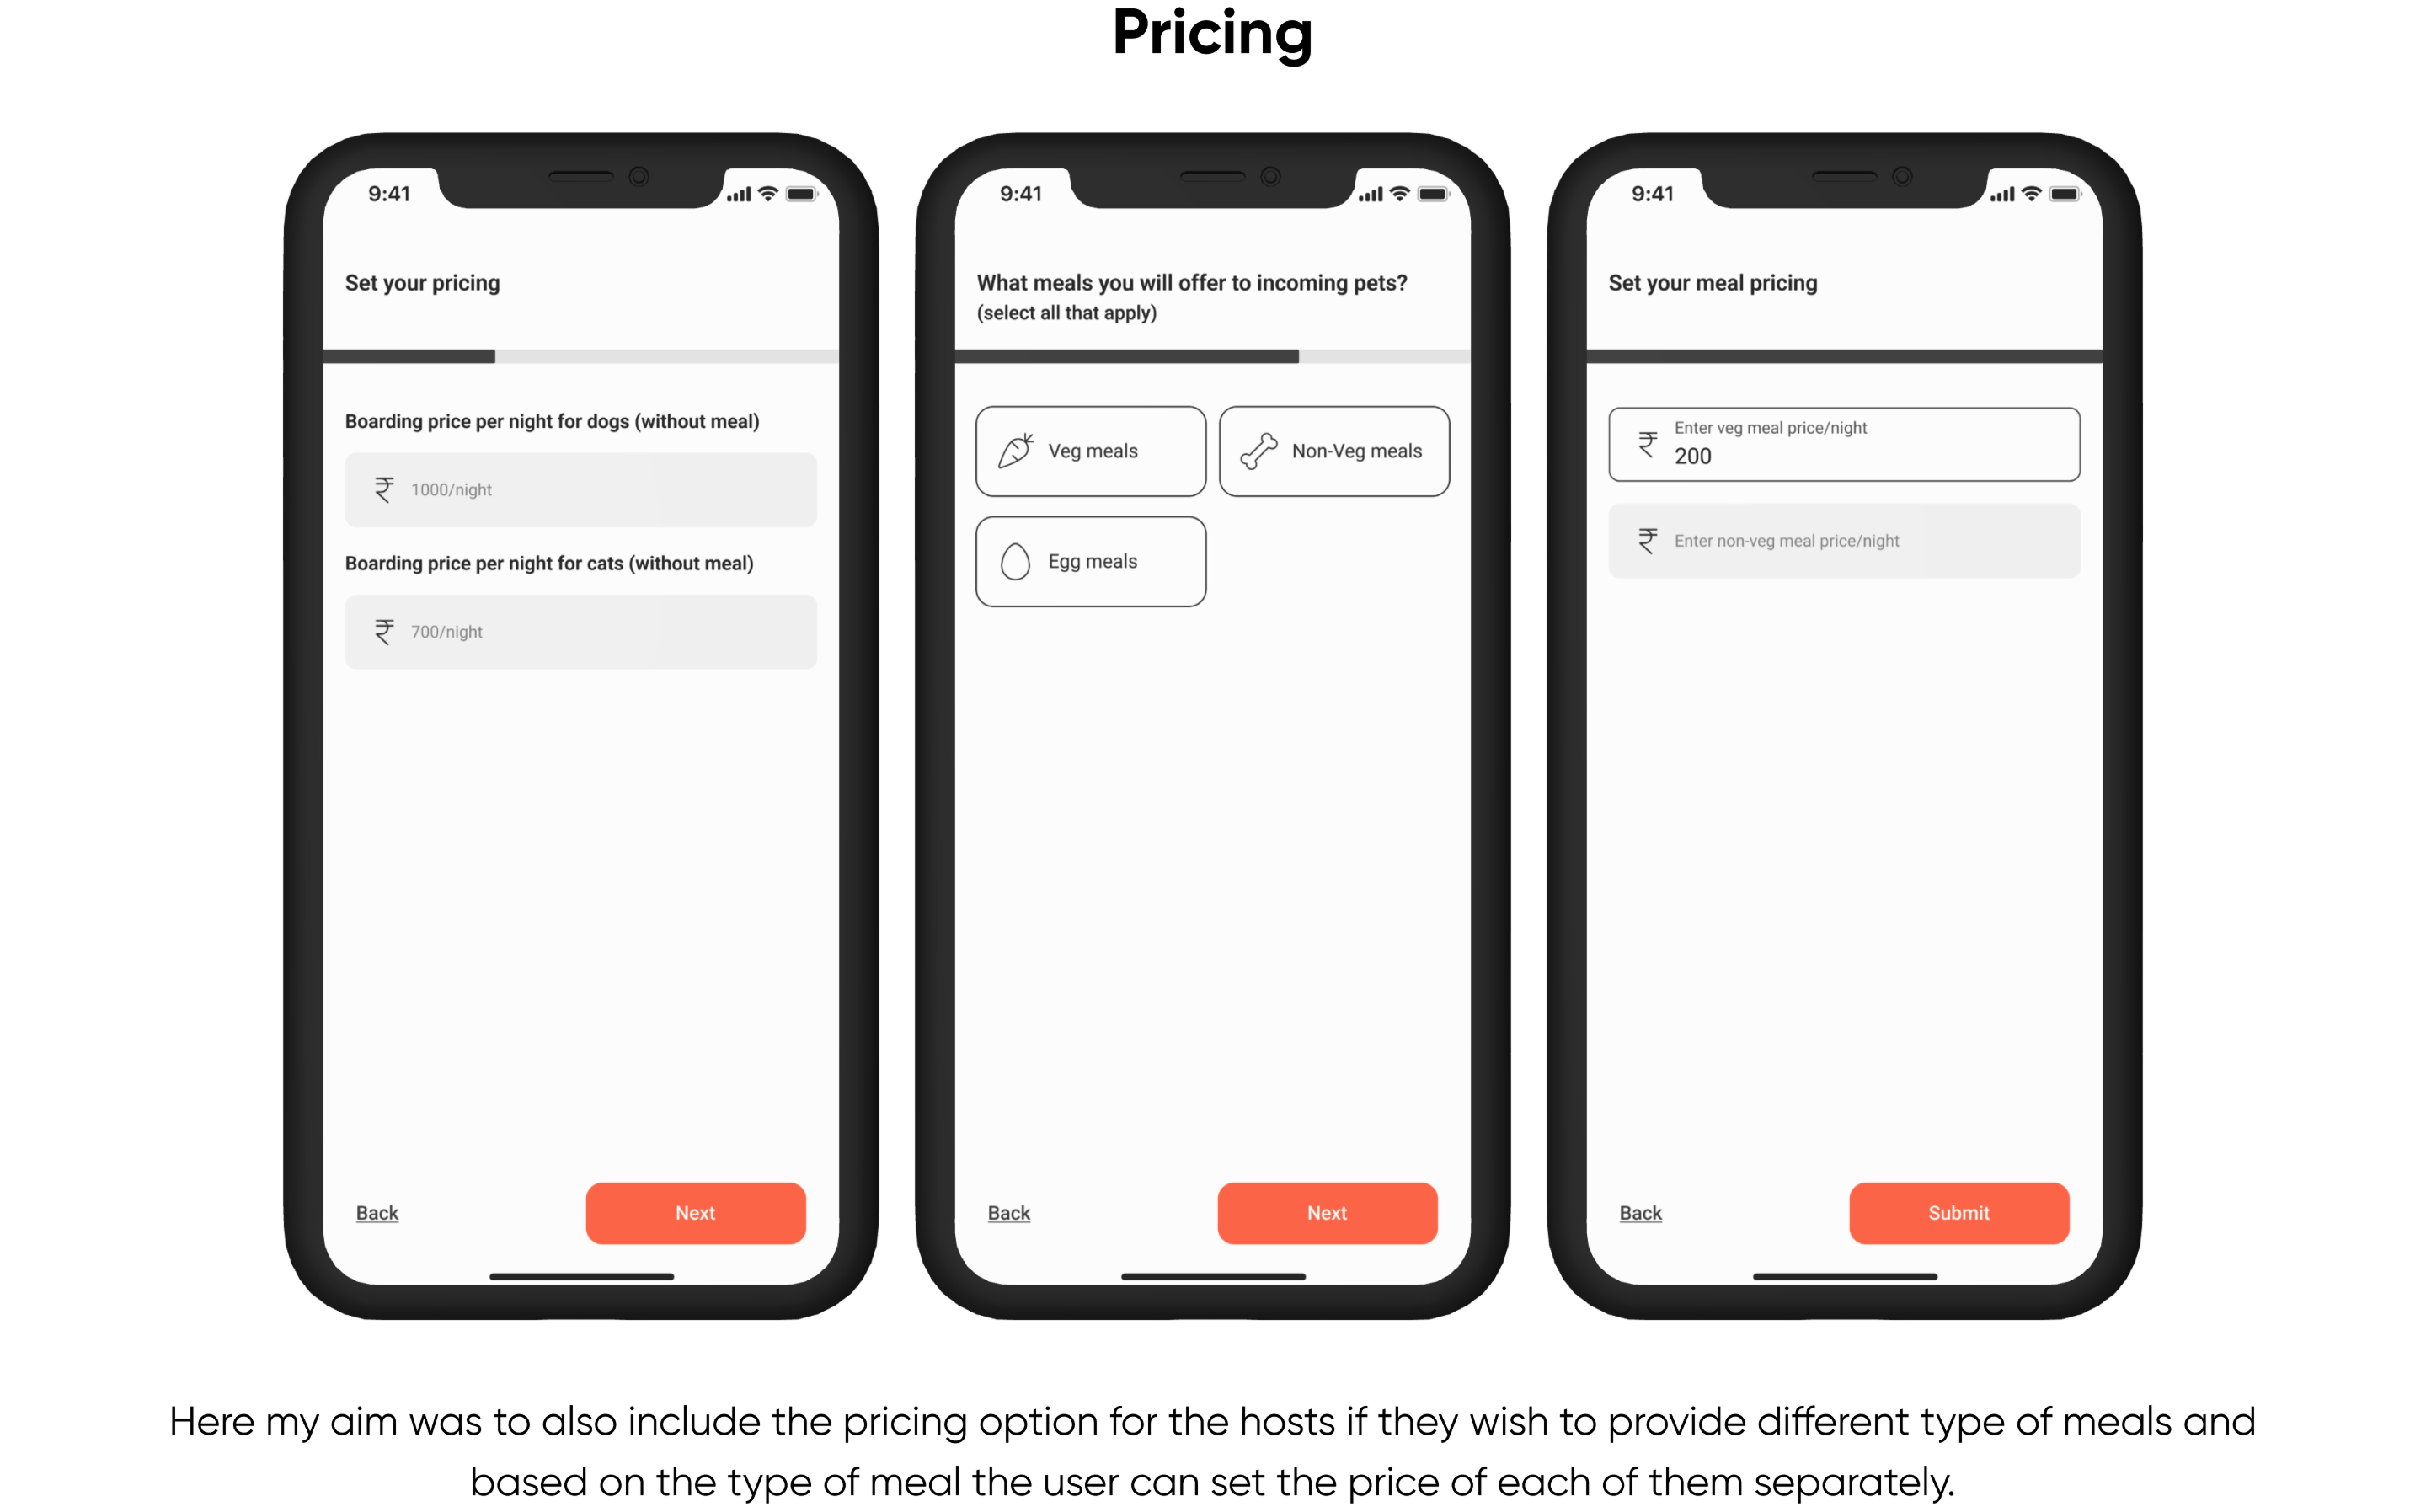 Pricing
9:41
Set your pricing
Boarding price per night for dogs (without meal)
₹ 1000/night
Boarding price per night for cats (without meal)
₹ 700/night
Back
Next
9:41
What meals you will offer to incoming pets?
(select all that apply)
Veg meals
Non-Veg meals
Egg meals
Back
Next
9:41
Set your meal pricing
Enter veg meal price/night
₹ 200
₹ Enter non-veg meal price/night
Back
Submit
Here my aim was to also include the pricing option for the hosts if they wish to provide different type of meals and
based on the type of meal the user can set the price of each of them separately.